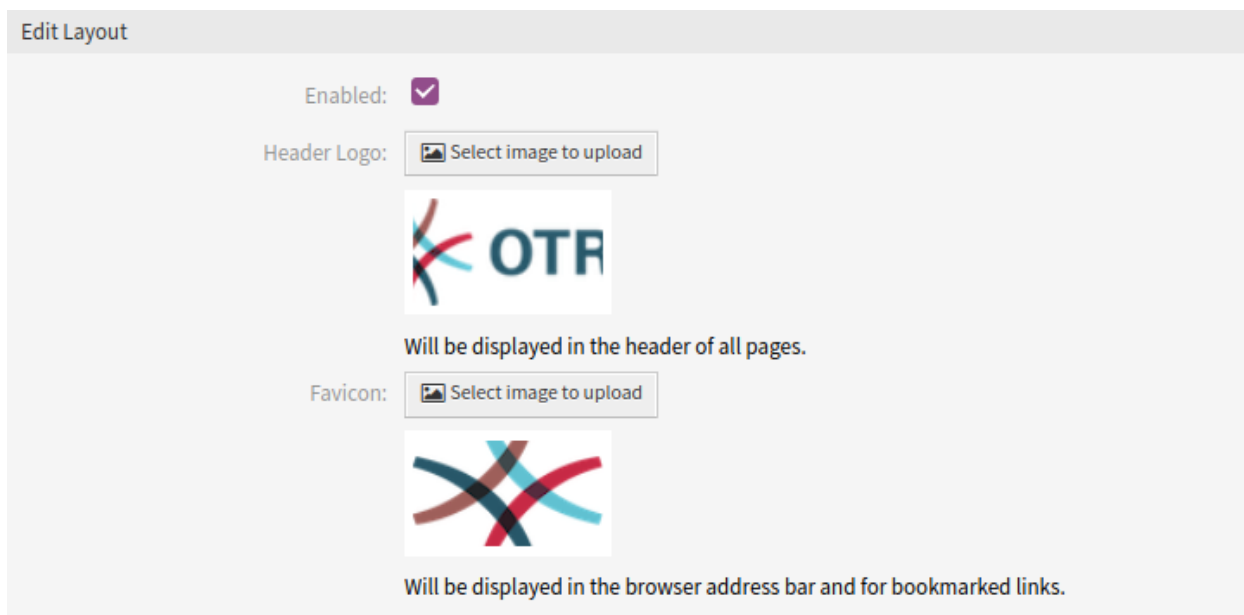 Edit Layout
Enabled:
Header Logo: Select image to upload
OTR
Will be displayed in the header of all pages.
Favicon: Select image to upload
Will be displayed in the browser address bar and for bookmarked links.